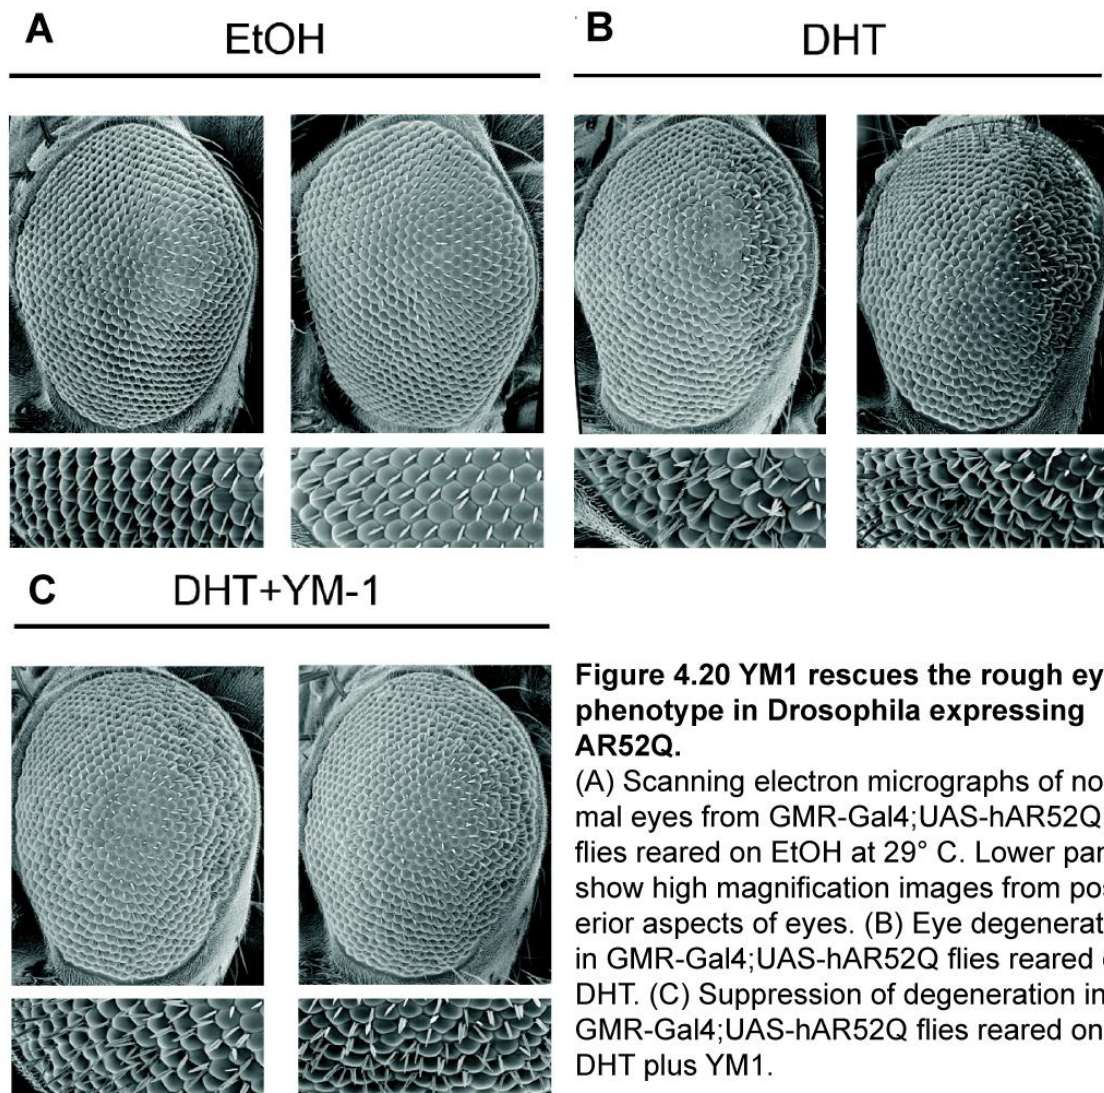 A
EtOH
B
DHT
C
DHT+YM-1
Figure 4.20 YM1 rescues the rough ey
phenotype in Drosophila expressing
AR52Q.
(A) Scanning electron micrographs of no
mal eyes from GMR-Gal4;UAS-hAR52Q
flies reared on EtOH at 29° C. Lower pan
show high magnification images from pos
erior aspects of eyes. (B) Eye degenerat
in GMR-Gal4;UAS-hAR52Q flies reared
DHT. (C) Suppression of degeneration in
GMR-Gal4;UAS-hAR52Q flies reared on
DHT plus YM1.